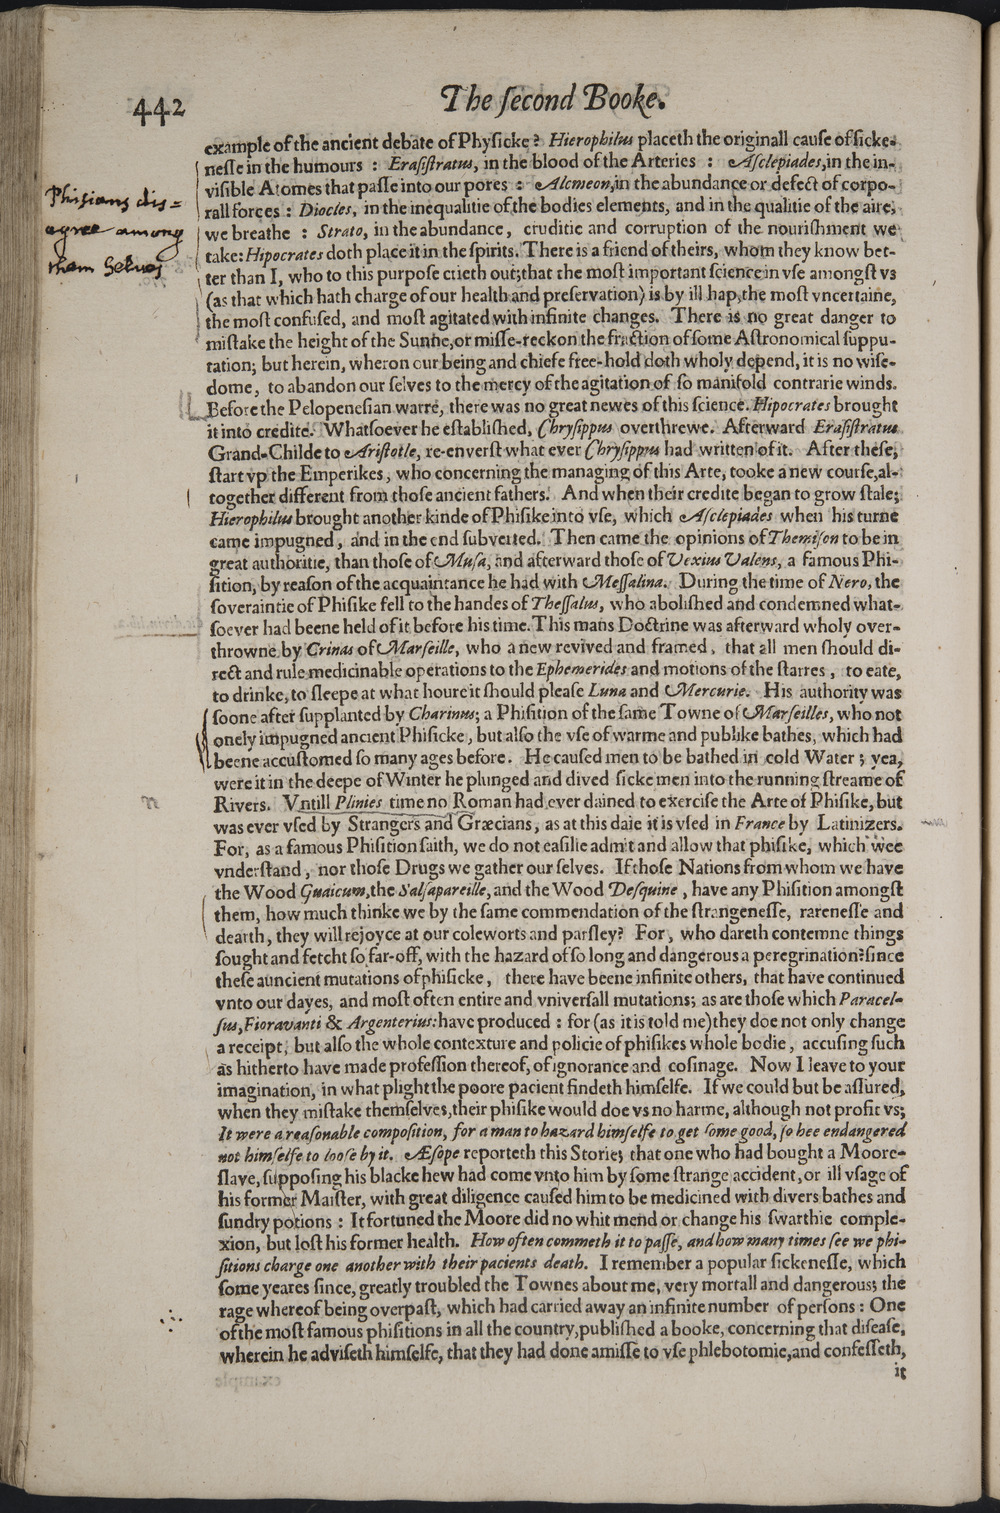 442
The ſecond Booke.
example of the ancient debate of Phyſicke? Hierophilus placeth the originall cauſe of ſicke-
neſſe in the humours : Eraſiſtratus, in the blood of the Arteries : Aſclepiades, in the in-
viſible Atomes that paſſe into our pores : Alcmeon, in the abundance or defect of corpo-
rall forces : Diocles, in the inequalitie of the bodies elements, and in the qualitie of the aire,
we breathe : Strato, in the abundance, cruditie and corruption of the nouriſhment we
take: Hipocrates doth place it in the ſpirits. There is a friend of theirs, whom they know bet-
ter than I, who to this purpoſe crieth out; that the moſt important ſcience in vſe amongſt vs
(as that which hath charge of our health and preſervation) is by ill hap, the moſt vncertaine,
the moſt confuſed, and moſt agitated with infinite changes. There is no great danger to
miſtake the height of the Sunne, or miſſe-reckon the fraction of ſome Aſtronomical ſuppu-
tation; but herein, wheron our being and chiefe free-hold doth wholy depend, it is no wiſe-
dome, to abandon our ſelves to the mercy of the agitation of ſo manifold contrarie winds.
Before the Peloponeſian warre, there was no great newes of this ſcience. Hipocrates brought
it into credite. Whatſoever he eſtabliſhed, Chryſippus overthrewe. Afterward Eraſiſtratus
Grand-Childe to Ariſtotle, re-enverſt what ever Chryſippus had written of it. After theſe,
ſtart vp the Emperikes, who concerning the managing of this Arte, tooke a new courſe, al-
together different from thoſe ancient fathers. And when their credite began to grow ſtale;
Hierophilus brought another kinde of Phiſike into vſe, which Aſclepiades when his turne
came impugned, and in the end ſubverted. Then came the opinions of Themiſon to be in
great authoritie, than thoſe of Muſa, and afterward thoſe of Vexius Valens, a famous Phi-
ſition, by reaſon of the acquaintance he had with Meſſalina. During the time of Nero, the
ſoveraintie of Phiſike fell to the handes of Theſſalus, who aboliſhed and condemned what-
ſoever had beene held of it before his time. This mans Doctrine was afterward wholy over-
throwne by Crinas of Marſeille, who a new revived and framed, that all men ſhould di-
rect and rule medicinable operations to the Ephemerides and motions of the ſtarres, to eate,
to drinke, to ſleepe at what houre it ſhould pleaſe Luna and Mercurie. His authority was
ſoone after ſupplanted by Charinus; a Phiſition of the ſame Towne of Marſeilles, who not
onely impugned ancient Phiſicke, but alſo the vſe of warme and publike bathes, which had
beene accuſtomed ſo many ages before. He cauſed men to be bathed in cold Water; yea,
were it in the deepe of Winter he plunged and dived ſicke men into the running ſtreame of
Rivers. Vntill Plinies time no Roman had ever dained to exerciſe the Arte of Phiſike, but
was ever vſed by Strangers and Græcians, as at this daie it is vſed in France by Latinizers.
For, as a famous Phiſition ſaith, we do not eaſilie admit and allow that phiſike, which wee
vnderſtand, nor thoſe Drugs we gather our ſelves. If thoſe Nations from whom we have
the Wood Guaicum, the Salſapareille, and the Wood Deſquine, have any Phiſition amongſt
them, how much thinke we by the ſame commendation of the ſtrangeneſſe, rareneſſe and
dearth, they will rejoyce at our coleworts and parſley? For, who dareth contemne things
ſought and fetcht ſo far-off, with the hazard of ſo long and dangerous a peregrination? ſince
theſe auncient mutations of phiſicke, there have beene infinite others, that have continued
vnto our dayes, and moſt often entire and vniverſall mutations; as are thoſe which Paracel-
ſus, Fioravanti & Argenterius: have produced : for (as it is told me) they doe not only change
a receipt, but alſo the whole contexture and policie of phiſikes whole bodie, accuſing ſuch
as hitherto have made profeſſion thereof, of ignorance and coſinage. Now I leave to your
imagination, in what plight the poore pacient findeth himſelfe. If we could but be aſſured,
when they miſtake themſelves, their phiſike would doe vs no harme, although not profit vs;
It were a reaſonable compoſition, for a man to hazard himſelfe to get ſome good, ſo hee endangered
not himſelfe to looſe by it. Æſope reporteth this Storie; that one who had bought a Moore-
ſlave, ſuppoſing his blacke hew had come vnto him by ſome ſtrange accident, or ill vſage of
his former Maiſter, with great diligence cauſed him to be medicined with divers bathes and
ſundry potions : It fortuned the Moore did no whit mend or change his ſwarthie comple-
xion, but loſt his former health. How often commeth it to paſſe, and how many times ſee we phi-
ſitions charge one another with their pacients death. I remember a popular ſickeneſſe, which
ſome yeares ſince, greatly troubled the Townes about me, very mortall and dangerous; the
rage whereof being overpaſt, which had carried away an infinite number of perſons : One
of the moſt famous phiſitions in all the country, publiſhed a booke, concerning that diſeaſe,
wherein he adviſeth himſelfe, that they had done amiſſe to vſe phlebotomie, and confeſſeth,
it
Phisians dis=
agree among
them Selves